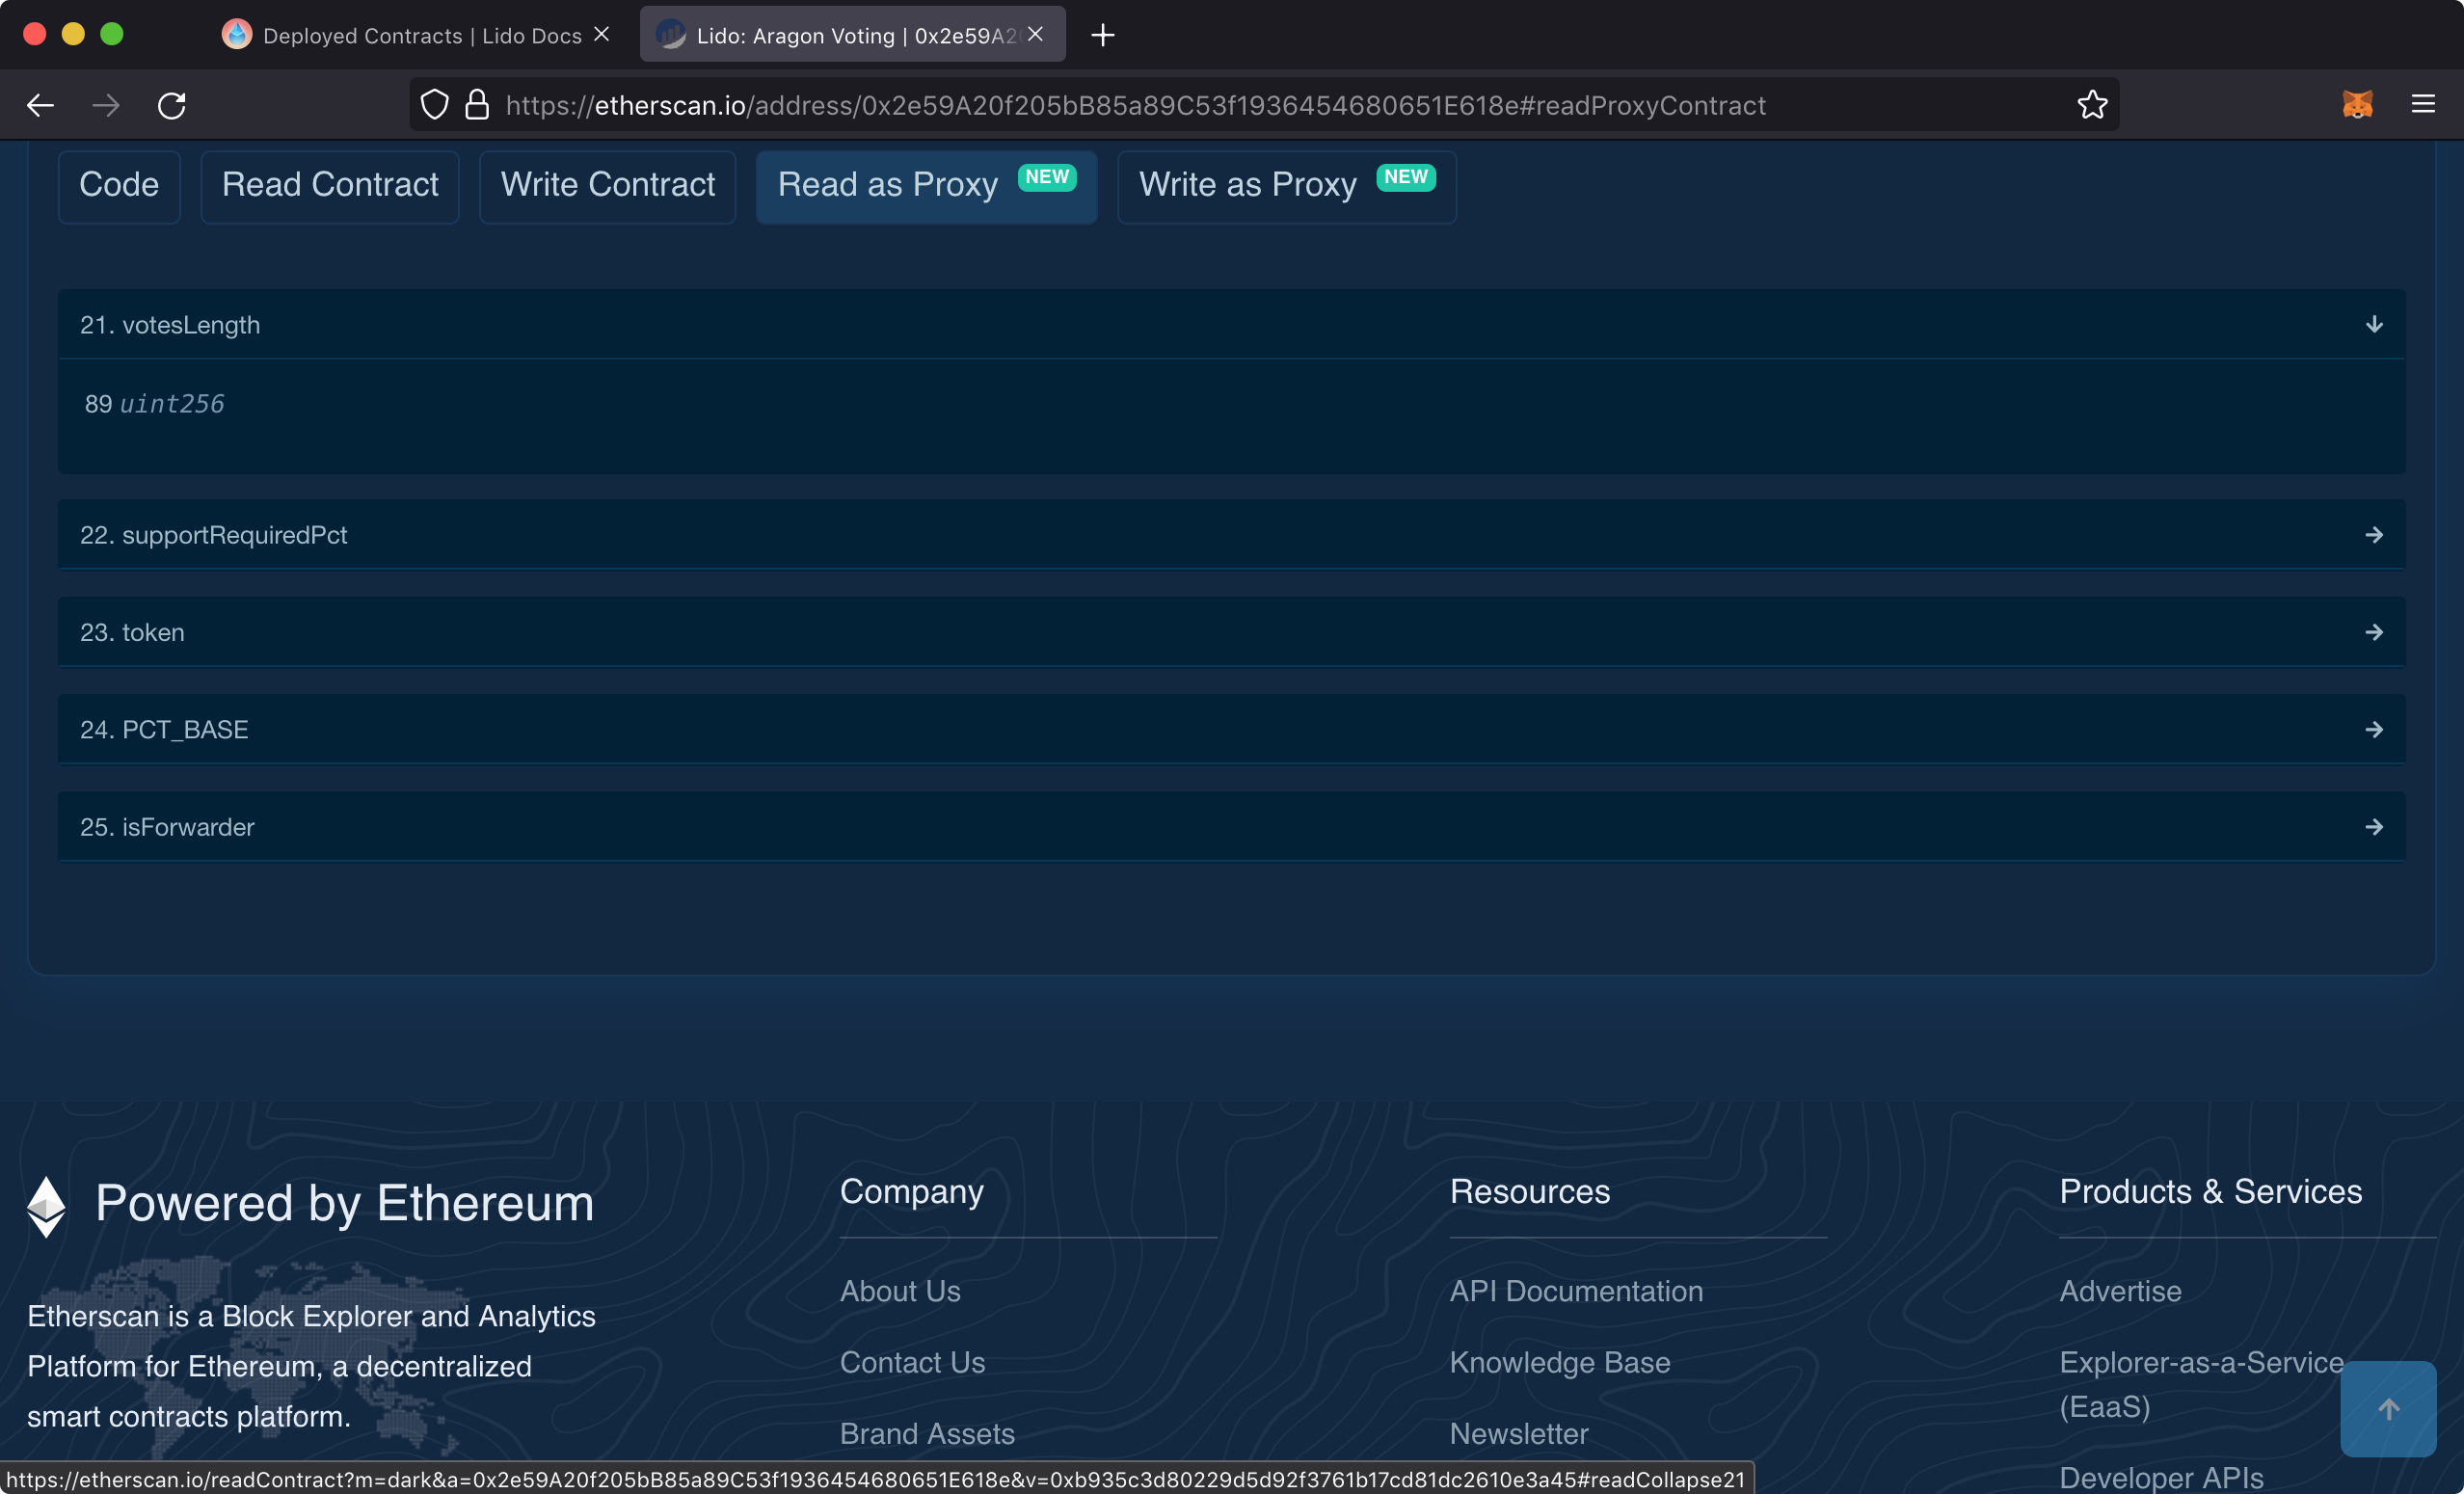 Deployed Contracts | Lido Docs
Lido: Aragon Voting | 0x2e59A2
https://etherscan.io/address/0x2e59A20f205bB85a89C53f1936454680651E618e#readProxyContract
Code
Read Contract
Write Contract
Read as Proxy NEW
Write as Proxy NEW
21. votesLength
89 uint256
22. supportRequiredPct
23. token
24. PCT_BASE
25. isForwarder
Powered by Ethereum
Etherscan is a Block Explorer and Analytics
Platform for Ethereum, a decentralized
smart contracts platform.
Company
About Us
Contact Us
Brand Assets
Resources
API Documentation
Knowledge Base
Newsletter
Products & Services
Advertise
Explorer-as-a-Service
(EaaS)
Developer APIs
https://etherscan.io/readContract?m=dark&a=0x2e59A20f205bB85a89C53f1936454680651E618e&v=0xb935c3d80229d5d92f3761b17cd81dc2610e3a45#readCollapse21